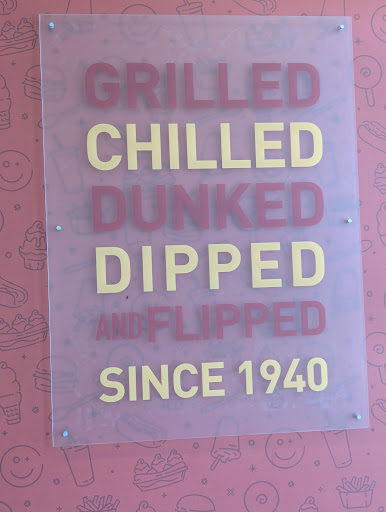 GRILLED
CHILLED
DUNKED
DIPPED
AND FLIPPED
SINCE 1940